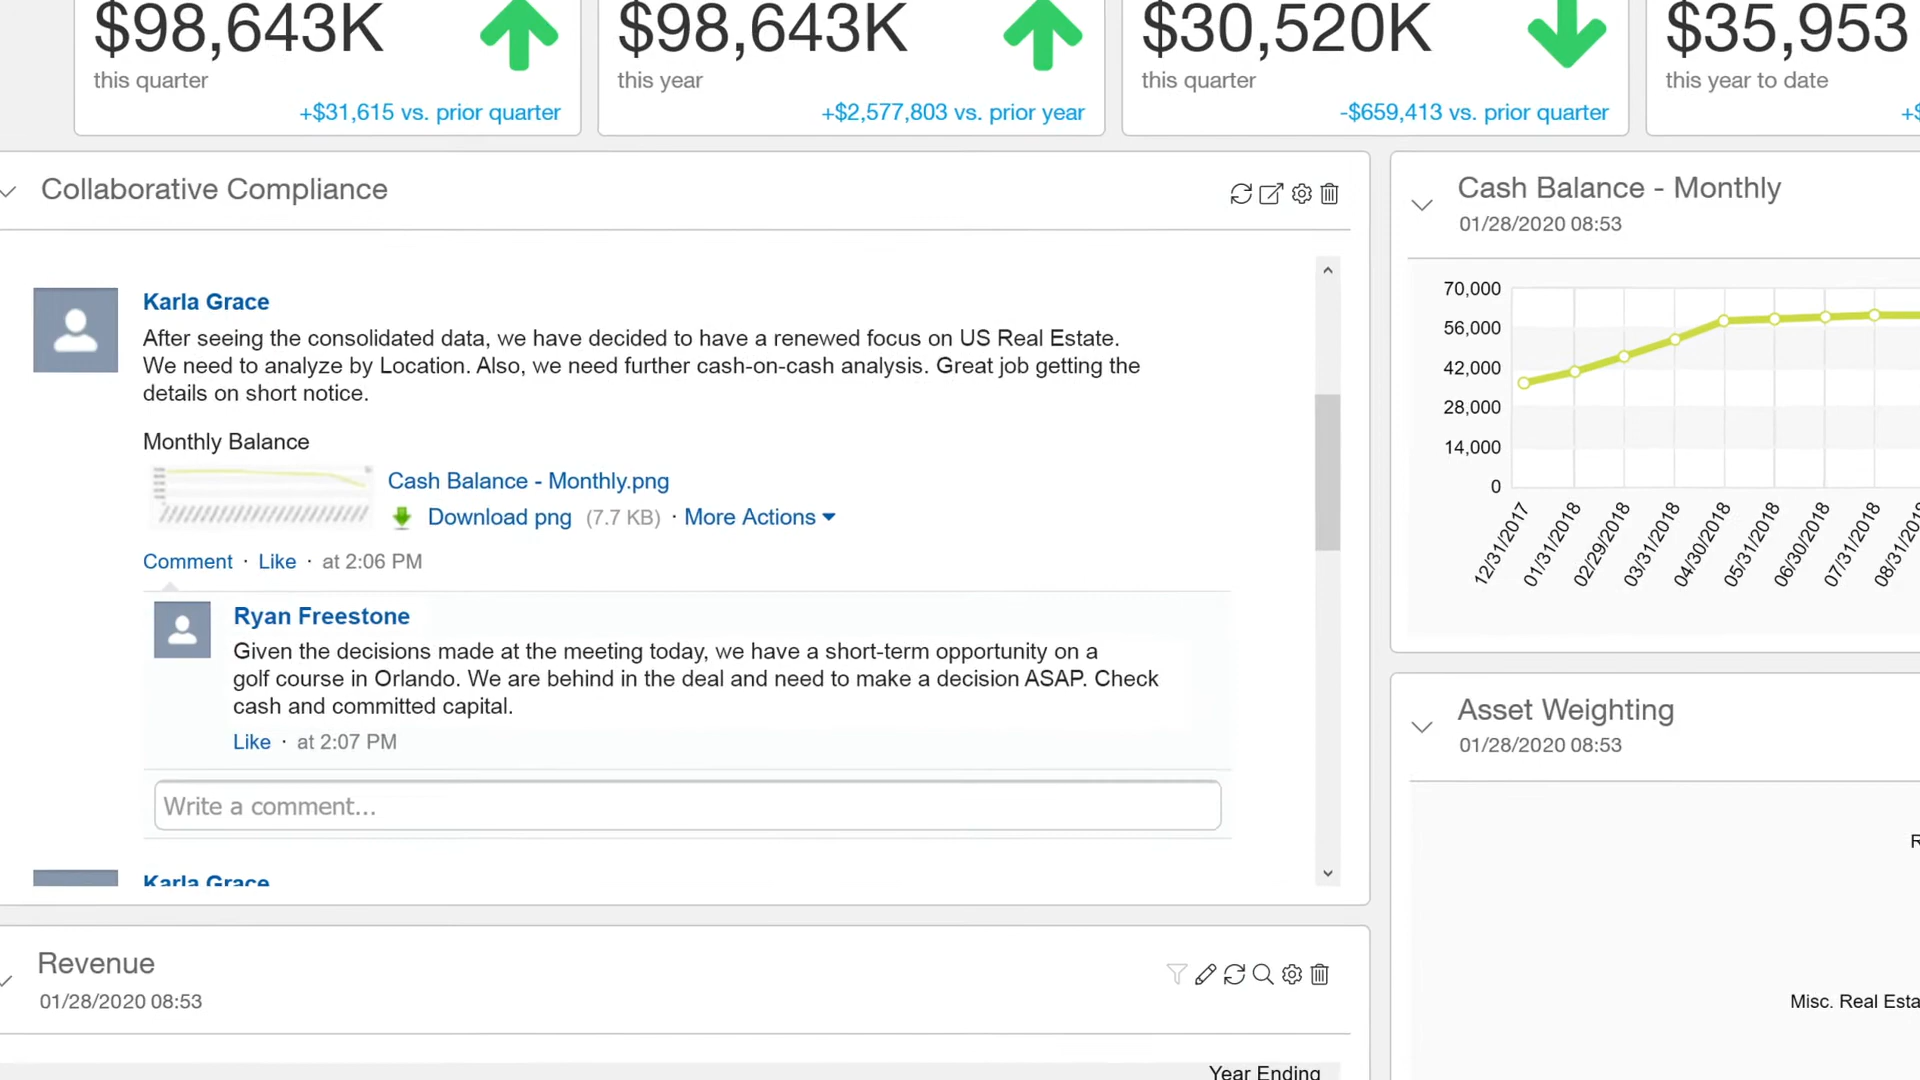 $98,643K
this quarter
+$31,615 vs. prior quarter
$98,643K
this year
+$2,577,803 vs. prior year
$30,520K
this quarter
-$659,413 vs. prior quarter
$35,953
this year to date
+$
Collaborative Compliance
Karla Grace
After seeing the consolidated data, we have decided to have a renewed focus on US Real Estate.
We need to analyze by Location. Also, we need further cash-on-cash analysis. Great job getting the
details on short notice.
Monthly Balance
Cash Balance - Monthly.png
Download png (7.7 KB) · More Actions
Comment · Like · at 2:06 PM
Ryan Freestone
Given the decisions made at the meeting today, we have a short-term opportunity on a
golf course in Orlando. We are behind in the deal and need to make a decision ASAP. Check
cash and committed capital.
Like · at 2:07 PM
Write a comment...
Karla Grace
Revenue
01/28/2020 08:53
Year Ending
Cash Balance - Monthly
01/28/2020 08:53
70,000
56,000
42,000
28,000
14,000
0
12/31/2017
01/31/2018
02/29/2018
03/31/2018
04/30/2018
05/31/2018
06/30/2018
07/31/2018
08/31/2018
Asset Weighting
01/28/2020 08:53
R
Misc. Real Esta